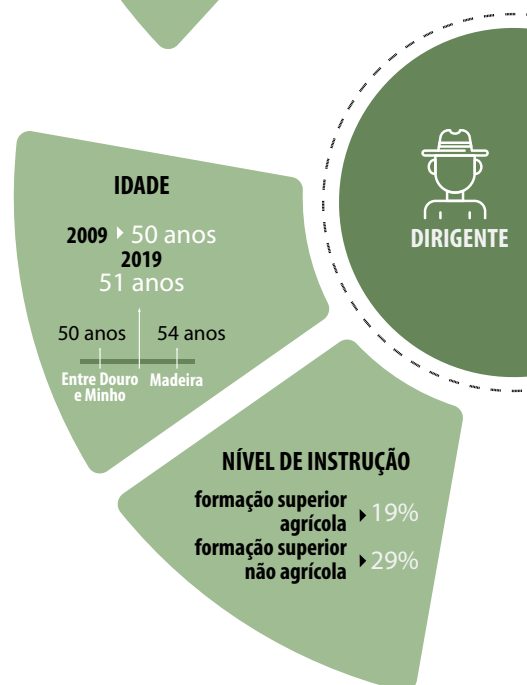 IDADE
2009 50 anos
2019
51 anos
50 anos 54 anos
Entre Douro
e Minho
Madeira
DIRIGENTE
NÍVEL DE INSTRUÇÃO
formação superior
agrícola 19%
formação superior
não agrícola 29%